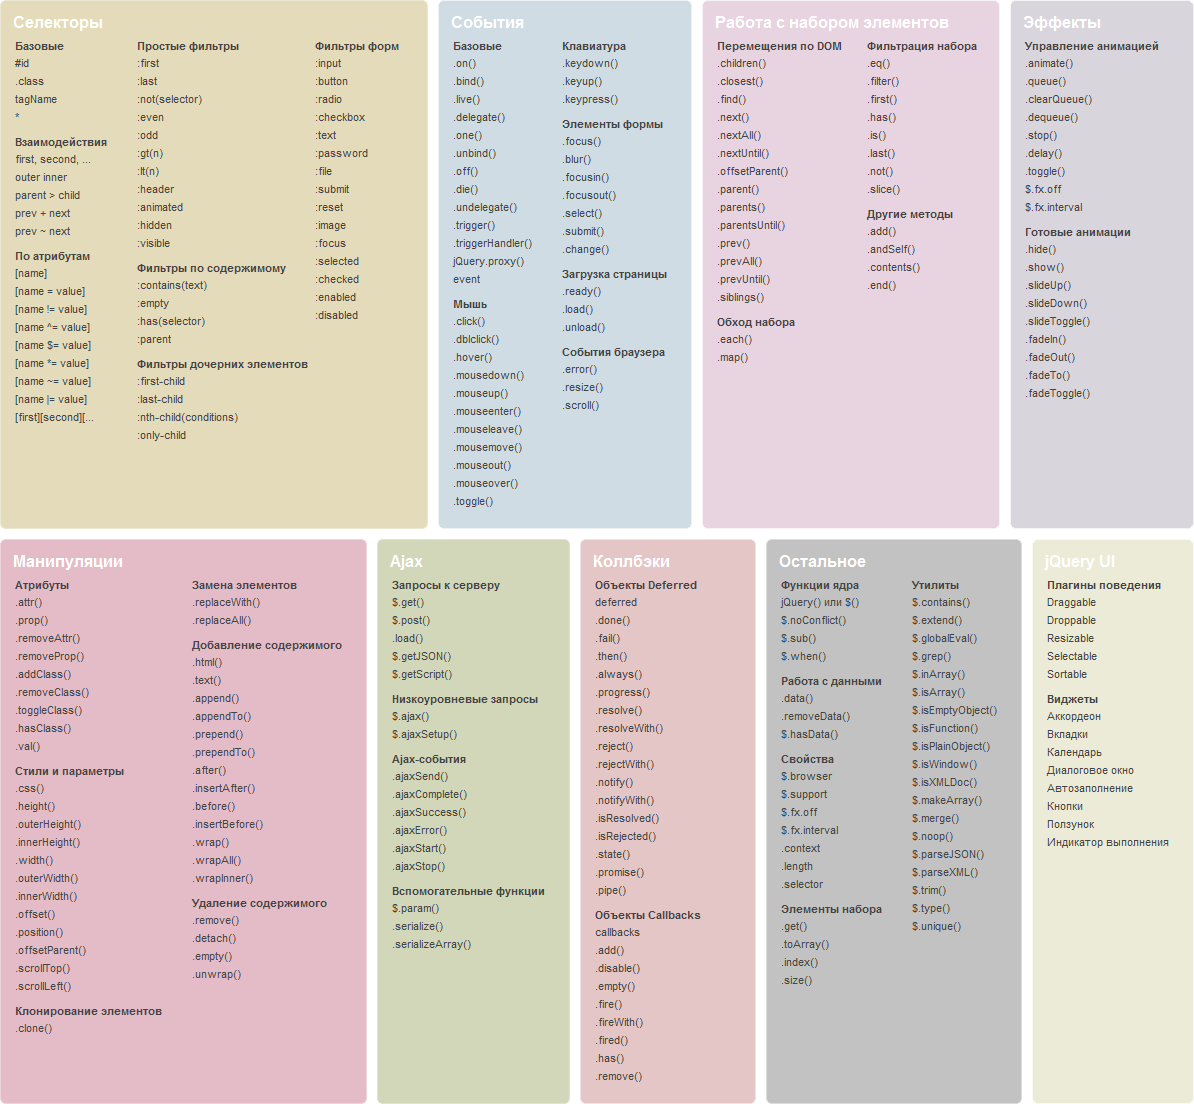 Селекторы
Базовые
#id
.class
tagName
*
Взаимодействия
first, second, ...
outer inner
parent > child
prev + next
prev ~ next
По атрибутам
[name]
[name = value]
[name != value]
[name ^= value]
[name $= value]
[name *= value]
[name ~= value]
[name |= value]
[first][second][...
Простые фильтры
:first
:last
:not(selector)
:even
:odd
:gt(n)
:lt(n)
:header
:animated
:hidden
:visible
Фильтры по содержимому
:contains(text)
:empty
:has(selector)
:parent
Фильтры дочерних элементов
:first-child
:last-child
:nth-child(conditions)
:only-child
Фильтры форм
:input
:button
:radio
:checkbox
:text
:password
:file
:submit
:reset
:image
:focus
:selected
:checked
:enabled
:disabled
События
Базовые
.on()
.bind()
.live()
.delegate()
.one()
.unbind()
.off()
.die()
.undelegate()
.trigger()
.triggerHandler()
jQuery.proxy()
event
Мышь
.click()
.dblclick()
.hover()
.mousedown()
.mouseup()
.mouseenter()
.mouseleave()
.mousemove()
.mouseout()
.mouseover()
.toggle()
Клавиатура
.keydown()
.keyup()
.keypress()
Элементы формы
.focus()
.blur()
.focusin()
.focusout()
.select()
.submit()
.change()
Загрузка страницы
.ready()
.load()
.unload()
События браузера
.error()
.resize()
.scroll()
Работа с набором элементов
Перемещения по DOM
.children()
.closest()
.find()
.next()
.nextAll()
.nextUntil()
.offsetParent()
.parent()
.parents()
.parentsUntil()
.prev()
.prevAll()
.prevUntil()
.siblings()
Обход набора
.each()
.map()
Фильтрация набора
.eq()
.filter()
.first()
.has()
.is()
.last()
.not()
.slice()
Другие методы
.add()
.andSelf()
.contents()
.end()
Эффекты
Управление анимацией
.animate()
.queue()
.clearQueue()
.dequeue()
.stop()
.delay()
.toggle()
$.fx.off
$.fx.interval
Готовые анимации
.hide()
.show()
.slideUp()
.slideDown()
.slideToggle()
.fadeIn()
.fadeOut()
.fadeTo()
.fadeToggle()
Манипуляции
Атрибуты
.attr()
.prop()
.removeAttr()
.removeProp()
.addClass()
.removeClass()
.toggleClass()
.hasClass()
.val()
Стили и параметры
.css()
.height()
.outerHeight()
.innerHeight()
.width()
.outerWidth()
.innerWidth()
.offset()
.position()
.offsetParent()
.scrollTop()
.scrollLeft()
Клонирование элементов
.clone()
Замена элементов
.replaceWith()
.replaceAll()
Добавление содержимого
.html()
.text()
.append()
.appendTo()
.prepend()
.prependTo()
.after()
.insertAfter()
.before()
.insertBefore()
.wrap()
.wrapAll()
.wrapInner()
Удаление содержимого
.remove()
.detach()
.empty()
.unwrap()
Ajax
Запросы к серверу
$.get()
$.post()
.load()
$.getJSON()
$.getScript()
Низкоуровневые запросы
$.ajax()
$.ajaxSetup()
Ajax-события
.ajaxSend()
.ajaxComplete()
.ajaxSuccess()
.ajaxError()
.ajaxStart()
.ajaxStop()
Вспомогательные функции
$.param()
.serialize()
.serializeArray()
Коллбэки
Объекты Deferred
deferred
.done()
.fail()
.then()
.always()
.progress()
.resolve()
.resolveWith()
.reject()
.rejectWith()
.notify()
.notifyWith()
.isResolved()
.isRejected()
.state()
.promise()
.pipe()
Объекты Callbacks
callbacks
.add()
.disable()
.empty()
.fire()
.fireWith()
.fired()
.has()
.remove()
Остальное
Функции ядра
jQuery() или $()
$.noConflict()
$.sub()
$.when()
Работа с данными
.data()
.removeData()
$.hasData()
Свойства
$.browser
$.support
$.fx.off
$.fx.interval
.context
.length
.selector
Элементы набора
.get()
.toArray()
.index()
.size()
Утилиты
$.contains()
$.extend()
$.globalEval()
$.grep()
$.inArray()
$.isArray()
$.isEmptyObject()
$.isFunction()
$.isPlainObject()
$.isWindow()
$.isXMLDoc()
$.makeArray()
$.merge()
$.noop()
$.parseJSON()
$.parseXML()
$.trim()
$.type()
$.unique()
jQuery UI
Плагины поведения
Draggable
Droppable
Resizable
Selectable
Sortable
Виджеты
Аккордеон
Вкладки
Календарь
Диалоговое окно
Автозаполнение
Кнопки
Ползунок
Индикатор выполнения